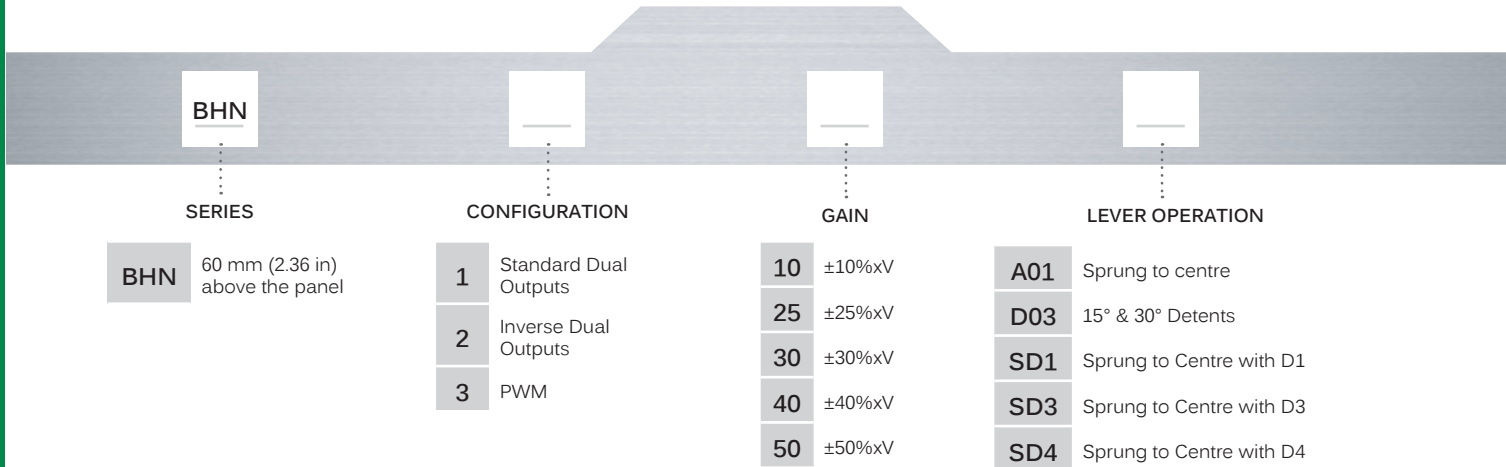 BHN
SERIES
CONFIGURATION
GAIN
LEVER OPERATION
BHN
60 mm (2.36 in)
above the panel
1
Standard Dual
Outputs
2
Inverse Dual
Outputs
3
PWM
10
±10%xV
25
±25%xV
30
±30%xV
40
±40%xV
50
±50%xV
A01
Sprung to centre
D03
15° & 30° Detents
SD1
Sprung to Centre with D1
SD3
Sprung to Centre with D3
SD4
Sprung to Centre with D4